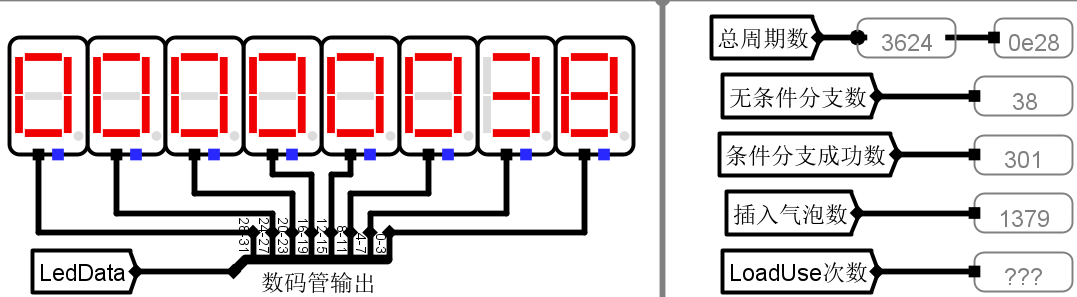 00000038
28-31
24-27
20-23
16-19
12-15
8-11
4-7
0-3
LedData
数码管输出
总周期数 3624 0e28
无条件分支数 38
条件分支成功数 301
插入气泡数 1379
LoadUse次数 ???